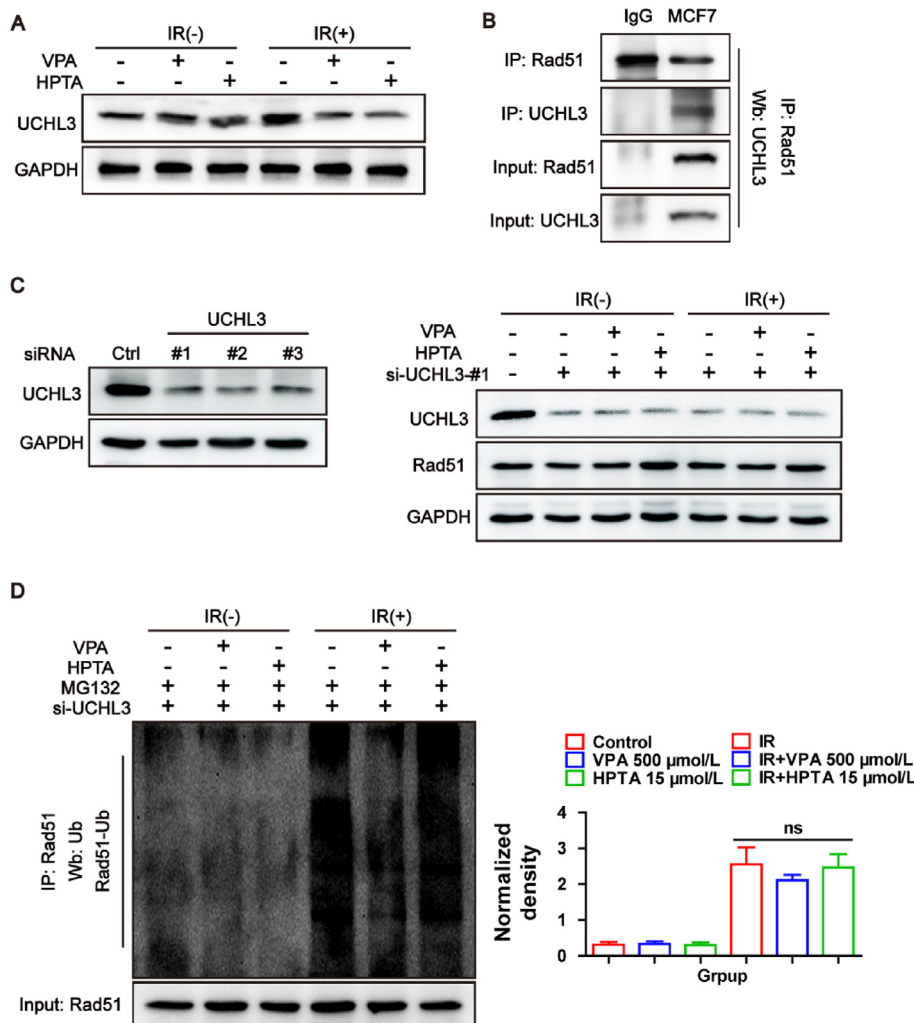 A
IR(-) IR(+)
VPA - + - - + -
HPTA - - + - - +
UCHL3
GAPDH
B
IgG MCF7
IP: Rad51
IP: UCHL3
Input: Rad51
Input: UCHL3
IP: Rad51
Wb: UCHL3
C
UCHL3
siRNA Ctrl #1 #2 #3
UCHL3
GAPDH
IR(-) IR(+)
VPA - - + - - + -
HPTA - - - + - - +
si-UCHL3-#1 - + + + + + +
UCHL3
Rad51
GAPDH
D
IR(-) IR(+)
VPA - + - - + -
HPTA - - + - - +
MG132 + + + + + +
si-UCHL3 + + + + + +
IP: Rad51
Wb: Ub
Rad51-Ub
Input: Rad51
Control IR
VPA 500 μmol/L IR+VPA 500 μmol/L
HPTA 15 μmol/L IR+HPTA 15 μmol/L
Normalized
density
4
3
2
1
0
ns
Grpup